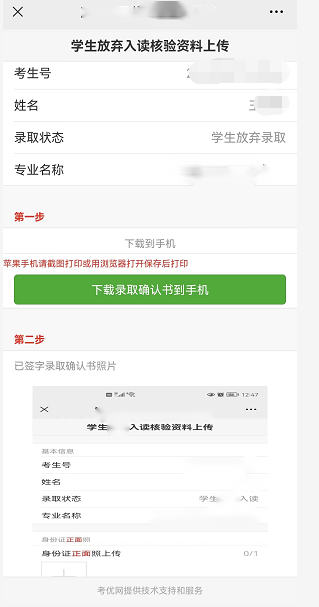 学生放弃入读核验资料上传
考生号
姓名
录取状态 学生放弃录取
专业名称
第一步
下载到手机
苹果手机请截图打印或用浏览器打开保存后打印
下载录取确认书到手机
第二步
已签字录取确认书照片
12:47
学生 入读核验资料上传
基本信息
考生号
姓名
录取状态 学生 入读
专业名称
身份证正面照
身份证正面照上传 0/1
考优网提供技术支持和服务